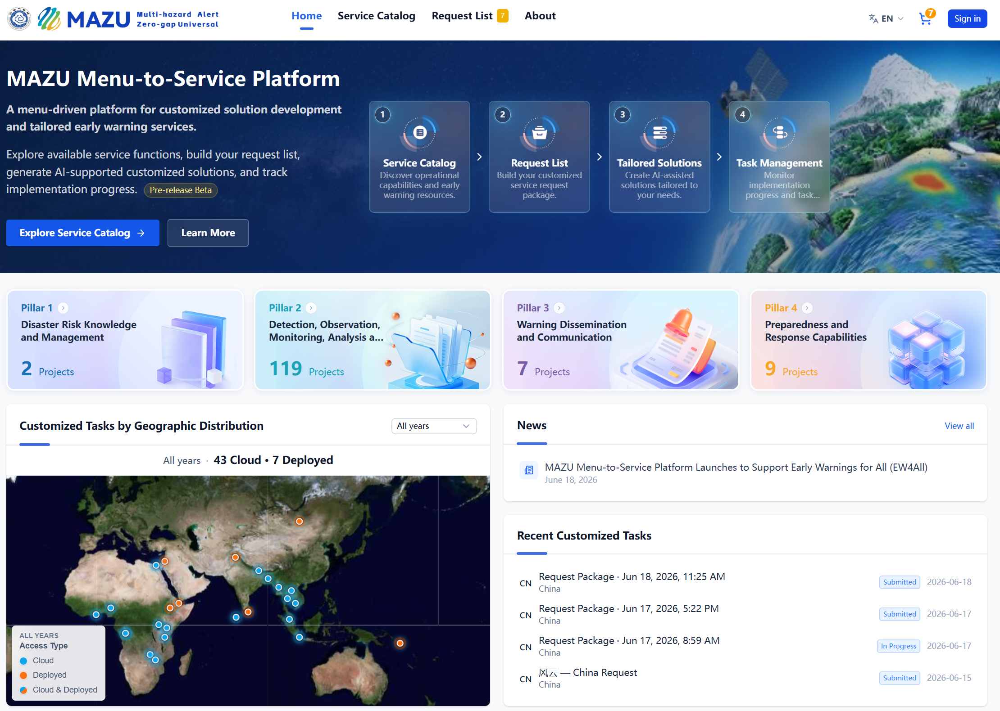 MAZU
Multi-hazard Alert
Zero-gap Universal
Home
Service Catalog
Request List 7
About
EN
7
Sign in
MAZU Menu-to-Service Platform
A menu-driven platform for customized solution development
and tailored early warning services.
Explore available service functions, build your request list,
generate AI-supported customized solutions, and track
implementation progress. Pre-release Beta
Explore Service Catalog
Learn More
1
Service Catalog
Discover operational
capabilities and early
warning resources.
2
Request List
Build your customized
service request
package.
3
Tailored Solutions
Create AI-assisted
solutions tailored to
your needs.
4
Task Management
Monitor
implementation
progress and task...
Pillar 1
Disaster Risk Knowledge
and Management
2 Projects
Pillar 2
Detection, Observation,
Monitoring, Analysis a...
119 Projects
Pillar 3
Warning Dissemination
and Communication
7 Projects
Pillar 4
Preparedness and
Response Capabilities
9 Projects
Customized Tasks by Geographic Distribution
All years
All years · 43 Cloud • 7 Deployed
ALL YEARS
Access Type
Cloud
Deployed
Cloud & Deployed
News
View all
MAZU Menu-to-Service Platform Launches to Support Early Warnings for All (EW4All)
June 18, 2026
Recent Customized Tasks
CN
Request Package · Jun 18, 2026, 11:25 AM
China
Submitted
2026-06-18
CN
Request Package · Jun 17, 2026, 5:22 PM
China
Submitted
2026-06-17
CN
Request Package · Jun 17, 2026, 8:59 AM
China
In Progress
2026-06-17
CN
风云 — China Request
China
Submitted
2026-06-15